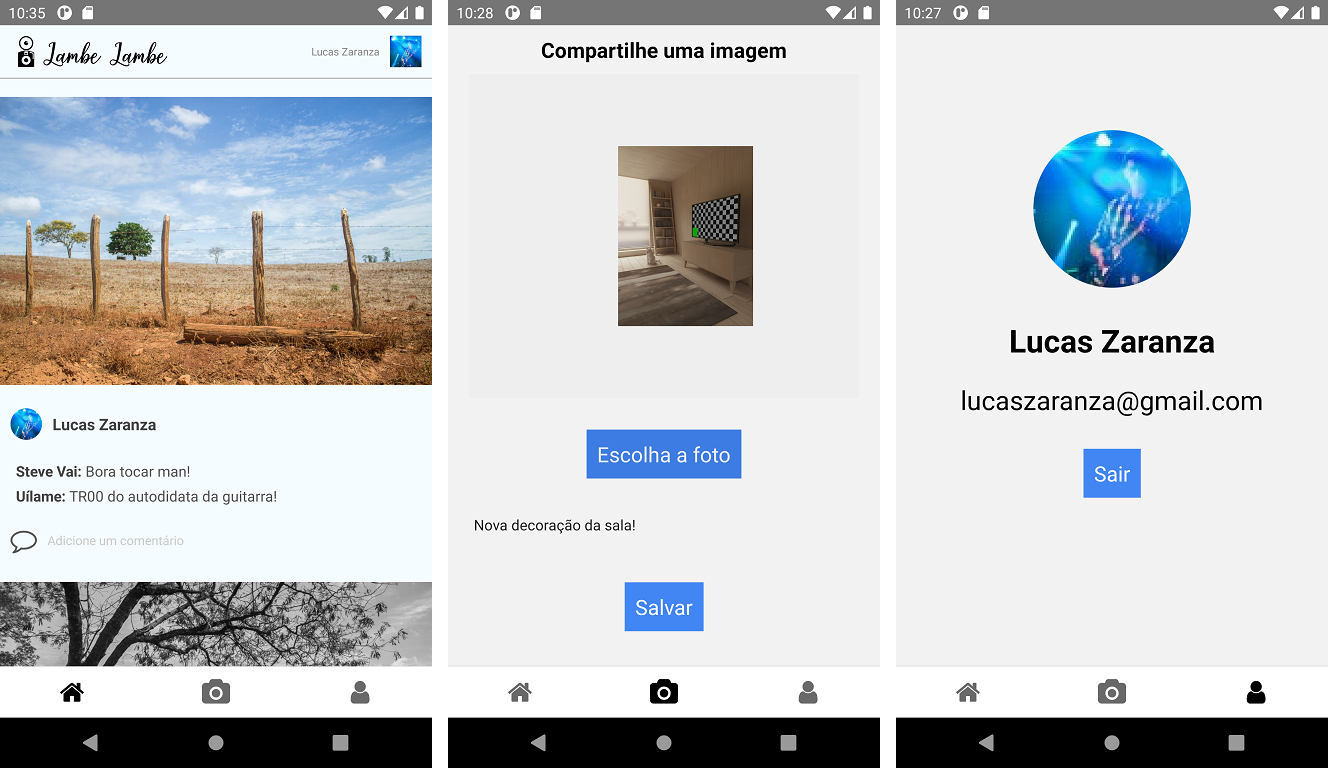 10:35
Lambe Lambe
Lucas Zaranza
Lucas Zaranza
Steve Vai: Bora tocar man!
Uílame: TR00 do autodidata da guitarra!
Adicione um comentário
10:28
Compartilhe uma imagem
Escolha a foto
Nova decoração da sala!
Salvar
10:27
Lucas Zaranza
lucaszaranza@gmail.com
Sair